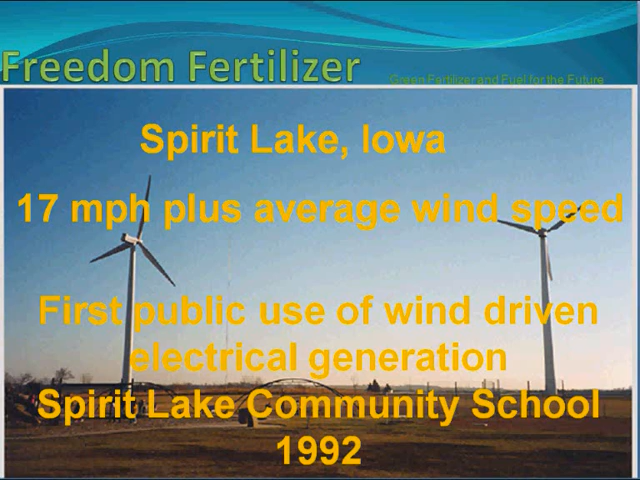 Freedom Fertilizer
Green Fertilizer and Fuel for the Future
Spirit Lake, Iowa
17 mph plus average wind speed
First public use of wind driven
electrical generation
Spirit Lake Community School
1992